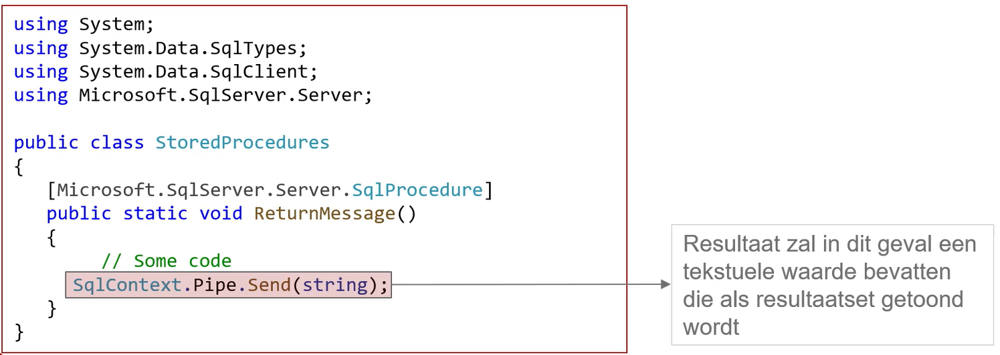 using System;
using System.Data.SqlTypes;
using System.Data.SqlClient;
using Microsoft.SqlServer.Server;
public class StoredProcedures
{
[Microsoft.SqlServer.Server.SqlProcedure]
public static void ReturnMessage()
{
// Some code
SqlContext.Pipe.Send(string);
}
}
Resultaat zal in dit geval een
tekstuele waarde bevatten
die als resultaatset getoond
wordt